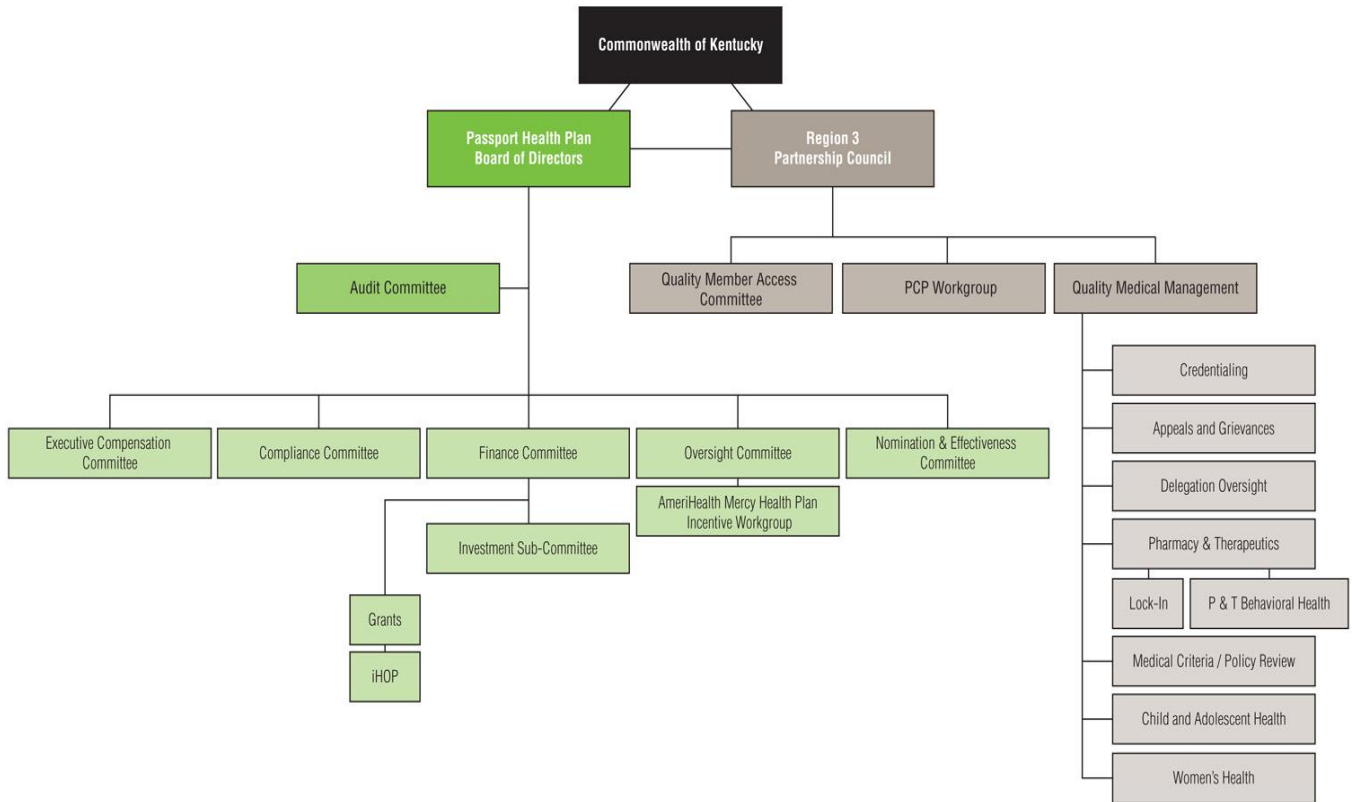 Commonwealth of Kentucky
Passport Health Plan
Board of Directors
Region 3
Partnership Council
Audit Committee
Quality Member Access
Committee
PCP Workgroup
Quality Medical Management
Credentialing
Appeals and Grievances
Delegation Oversight
Pharmacy & Therapeutics
Lock-In
P & T Behavioral Health
Medical Criteria / Policy Review
Child and Adolescent Health
Women's Health
Executive Compensation
Committee
Compliance Committee
Finance Committee
Oversight Committee
Nomination & Effectiveness
Committee
AmeriHealth Mercy Health Plan
Incentive Workgroup
Investment Sub-Committee
Grants
iHOP